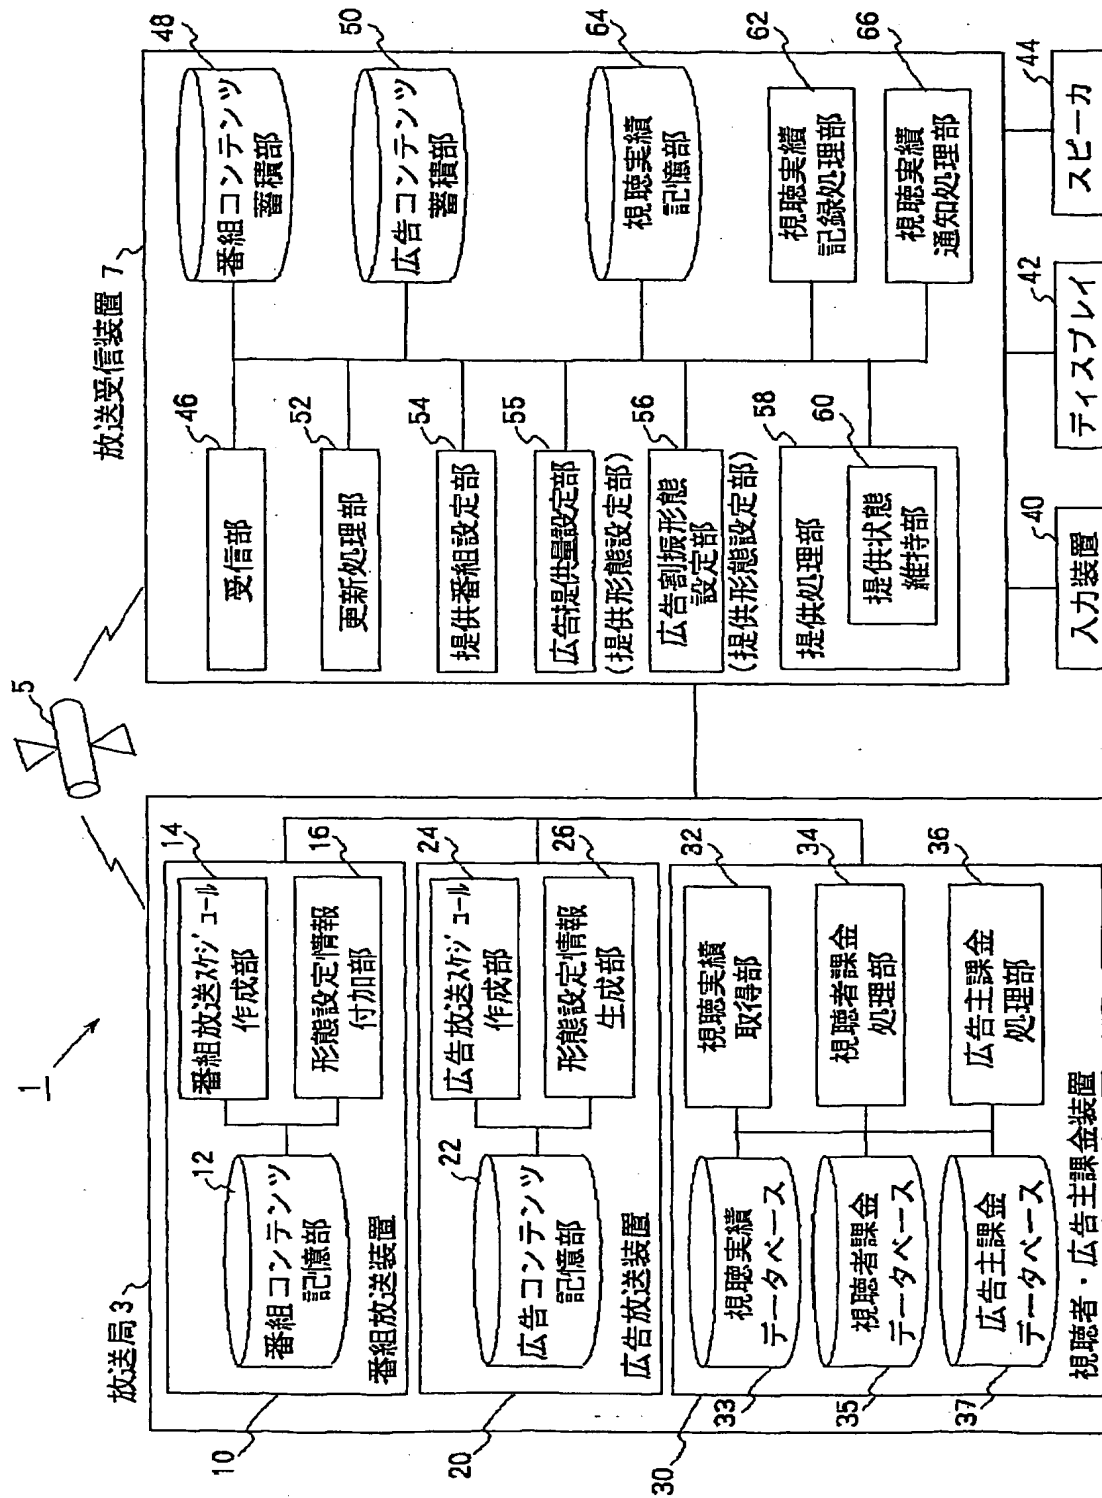 1
5
放送局 3
10
12
番組コンテンツ
記憶部
番組放送スケジュール
作成部
14
形態設定情報
付加部
16
番組放送装置
20
22
広告コンテンツ
記憶部
広告放送スケジュール
作成部
24
形態設定情報
生成部
26
広告放送装置
30
視聴実績
データベース
33
視聴実績
取得部
32
視聴者課金
データベース
35
視聴者課金
処理部
34
広告主課金
データベース
37
広告主課金
処理部
36
視聴者・広告主課金装置
放送受信装置 7
受信部
46
更新処理部
52
提供番組設定部
54
広告提供量設定部
55
(提供形態設定部)
広告割振形態
設定部
56
(提供形態設定部)
提供処理部
58
提供状態
維持部
60
番組コンテンツ
蓄積部
48
広告コンテンツ
蓄積部
50
視聴実績
記憶部
64
視聴実績
記録処理部
62
視聴実績
通知処理部
66
入力装置
40
ディスプレイ
42
スピーカ
44